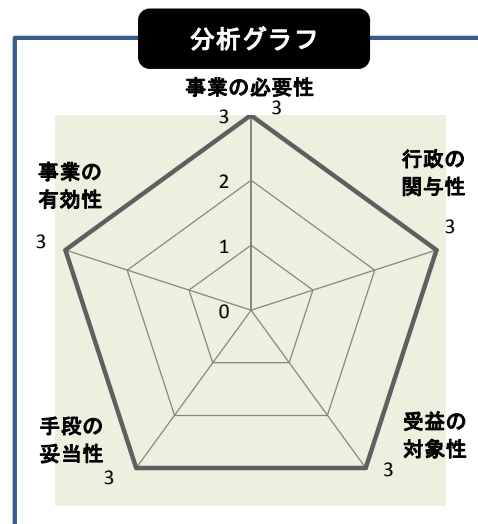 分析グラフ
事業の必要性
3
3
行政の
関与性
3
事業の
有効性
3
2
1
0
受益の
対象性
3
手段の
妥当性
3